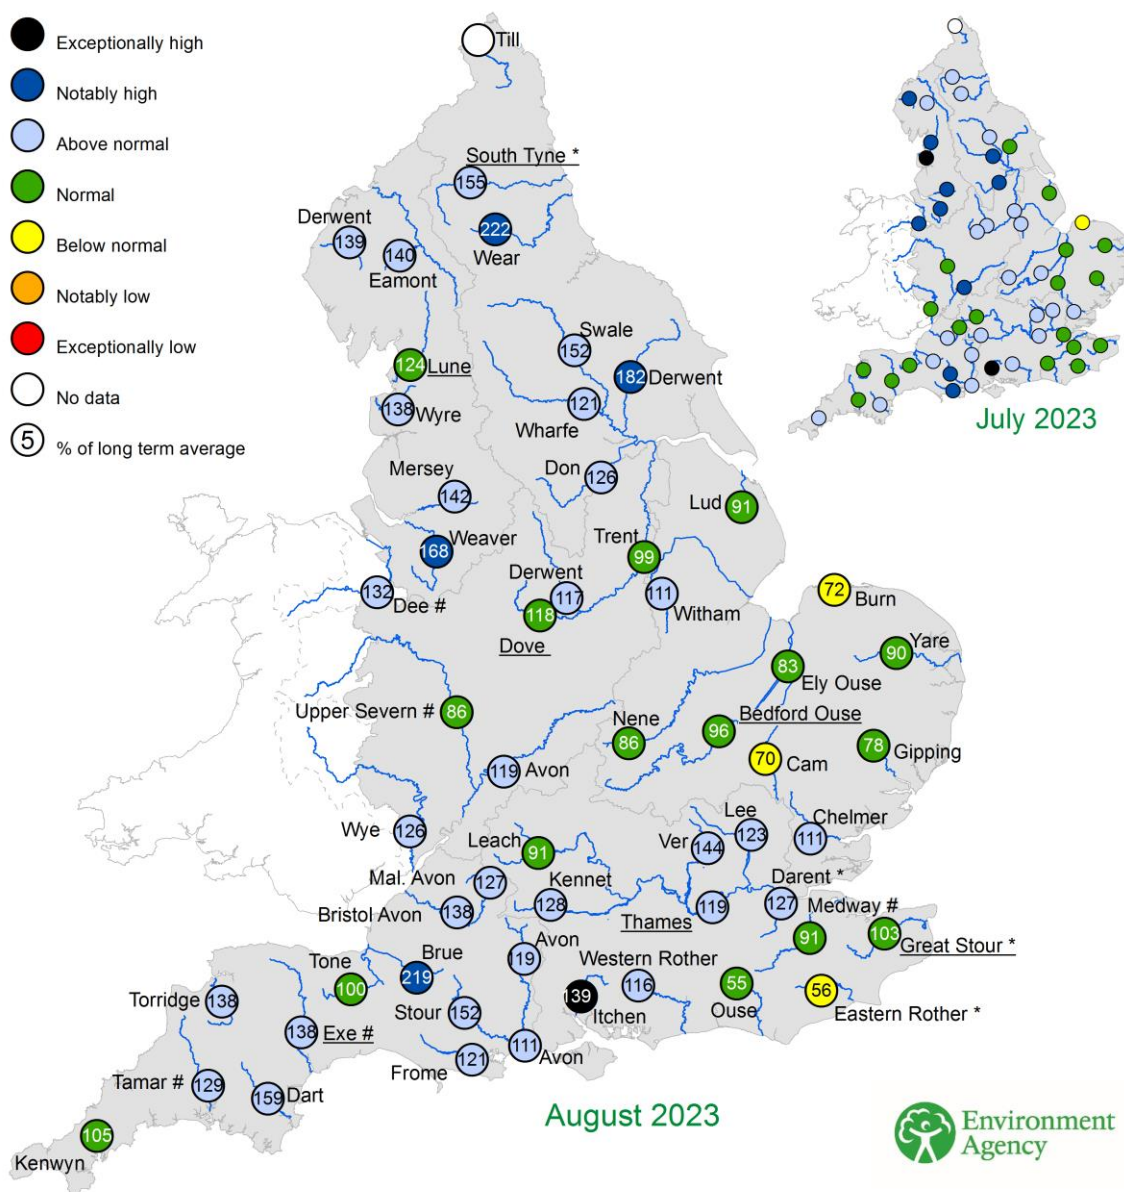 Exceptionally high
Notably high
Above normal
Normal
Below normal
Notably low
Exceptionally low
No data
5 % of long term average
Till
South Tyne *
155
Derwent
139
222
Wear
140
Eamont
Swale
152
124 Lune
182 Derwent
138 Wyre
121
Wharfe
July 2023
Mersey
142
Don 126
Lud 91
Weaver
168
Trent
99
Derwent
117
132
Dee #
111
Witham
118
Dove
72 Burn
Yare
90
83
Ely Ouse
Upper Severn # 86
Nene
86
Bedford Ouse
96
78 Gipping
70 Cam
119 Avon
Wye 126
Leach 91
Ver 144
Lee
123
Chelmer
111
Mal. Avon 127
Kennet
128
Darent *
127
Bristol Avon 138
Thames 119
Medway #
91
103
Great Stour *
Avon
119
Brue
219
Tone
100
Western Rother
116
139
Itchen
55
Ouse
56
Eastern Rother *
Torridge 138
Stour 152
138 Exe #
111
Avon
Frome 121
Tamar # 129
159 Dart
105
Kenwyn
August 2023
Environment
Agency